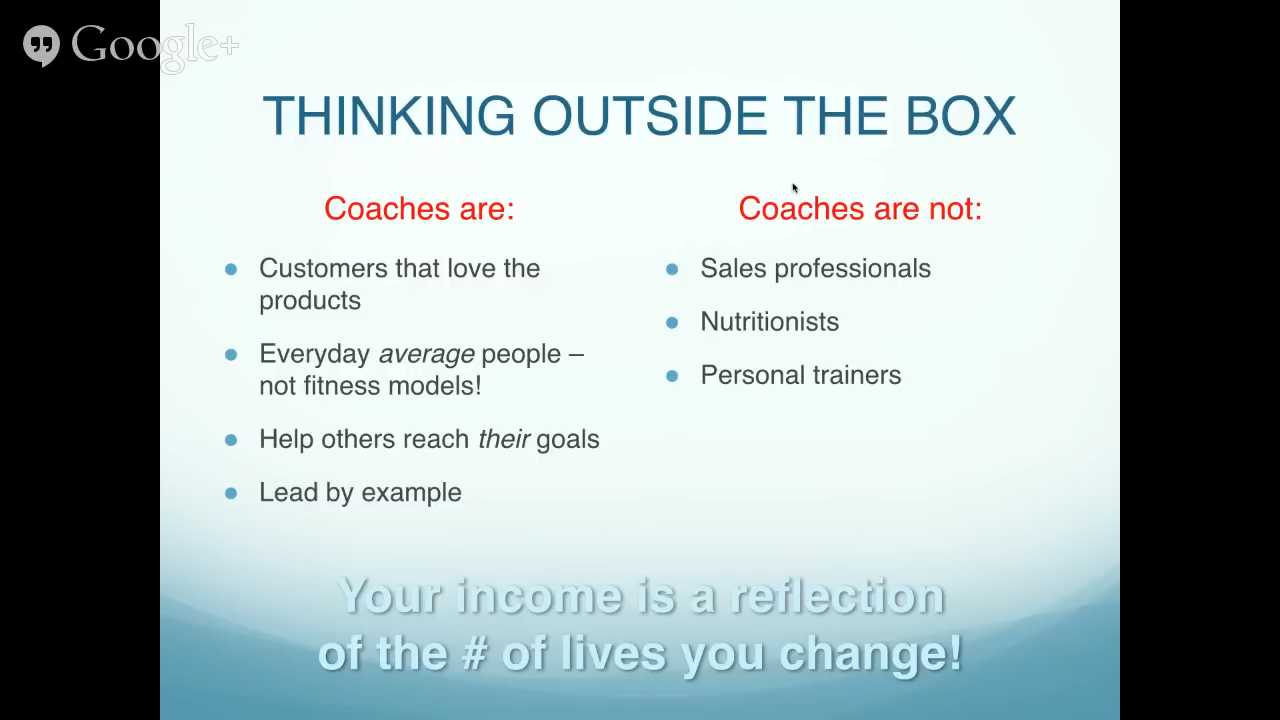 Google+
THINKING OUTSIDE THE BOX
Coaches are:
Customers that love the
products
Everyday average people –
not fitness models!
Help others reach their goals
Lead by example
Coaches are not:
Sales professionals
Nutritionists
Personal trainers
Your income is a reflection
of the # of lives you change!